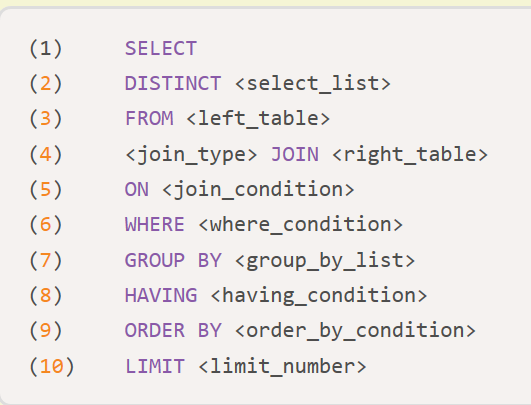 (1) SELECT
(2) DISTINCT <select_list>
(3) FROM <left_table>
(4) <join_type> JOIN <right_table>
(5) ON <join_condition>
(6) WHERE <where_condition>
(7) GROUP BY <group_by_list>
(8) HAVING <having_condition>
(9) ORDER BY <order_by_condition>
(10) LIMIT <limit_number>